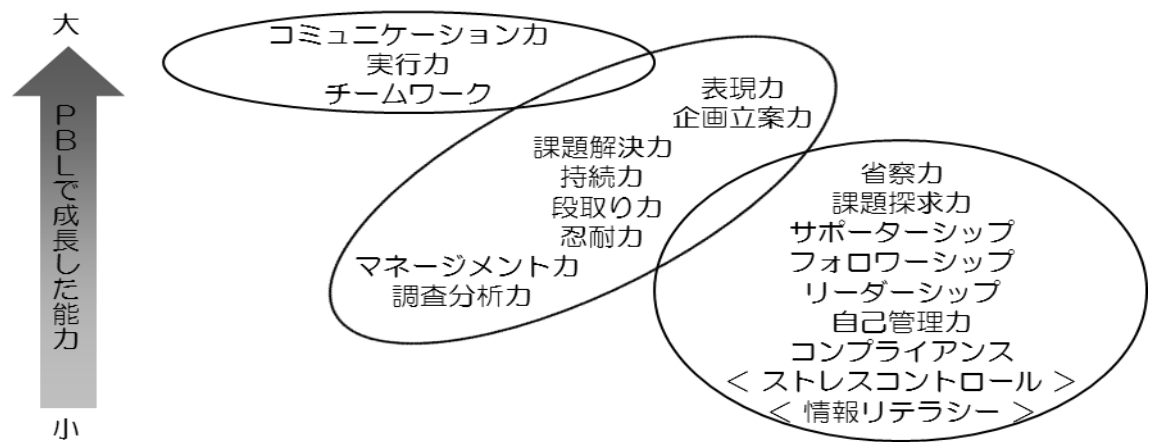 大
PBLで成長した能力
小
コミュニケーション力
実行力
チームワーク
表現力
企画立案力
課題解決力
持続力
段取り力
忍耐力
マネージメント力
調査分析力
省察力
課題探求力
サポーターシップ
フォロワーシップ
リーダーシップ
自己管理力
コンプライアンス
＜ ストレスコントロール ＞
＜ 情報リテラシー ＞